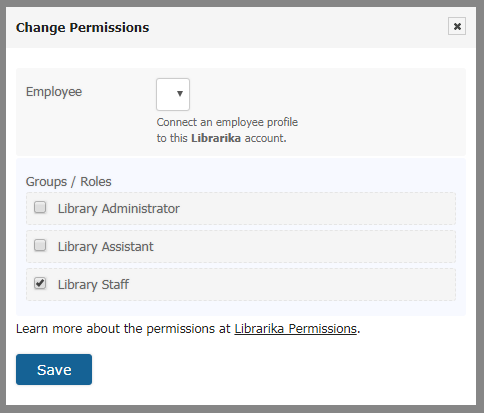 Change Permissions
Employee
Connect an employee profile
to this Librarika account.
Groups / Roles
Library Administrator
Library Assistant
Library Staff
Learn more about the permissions at Librarika Permissions.
Save